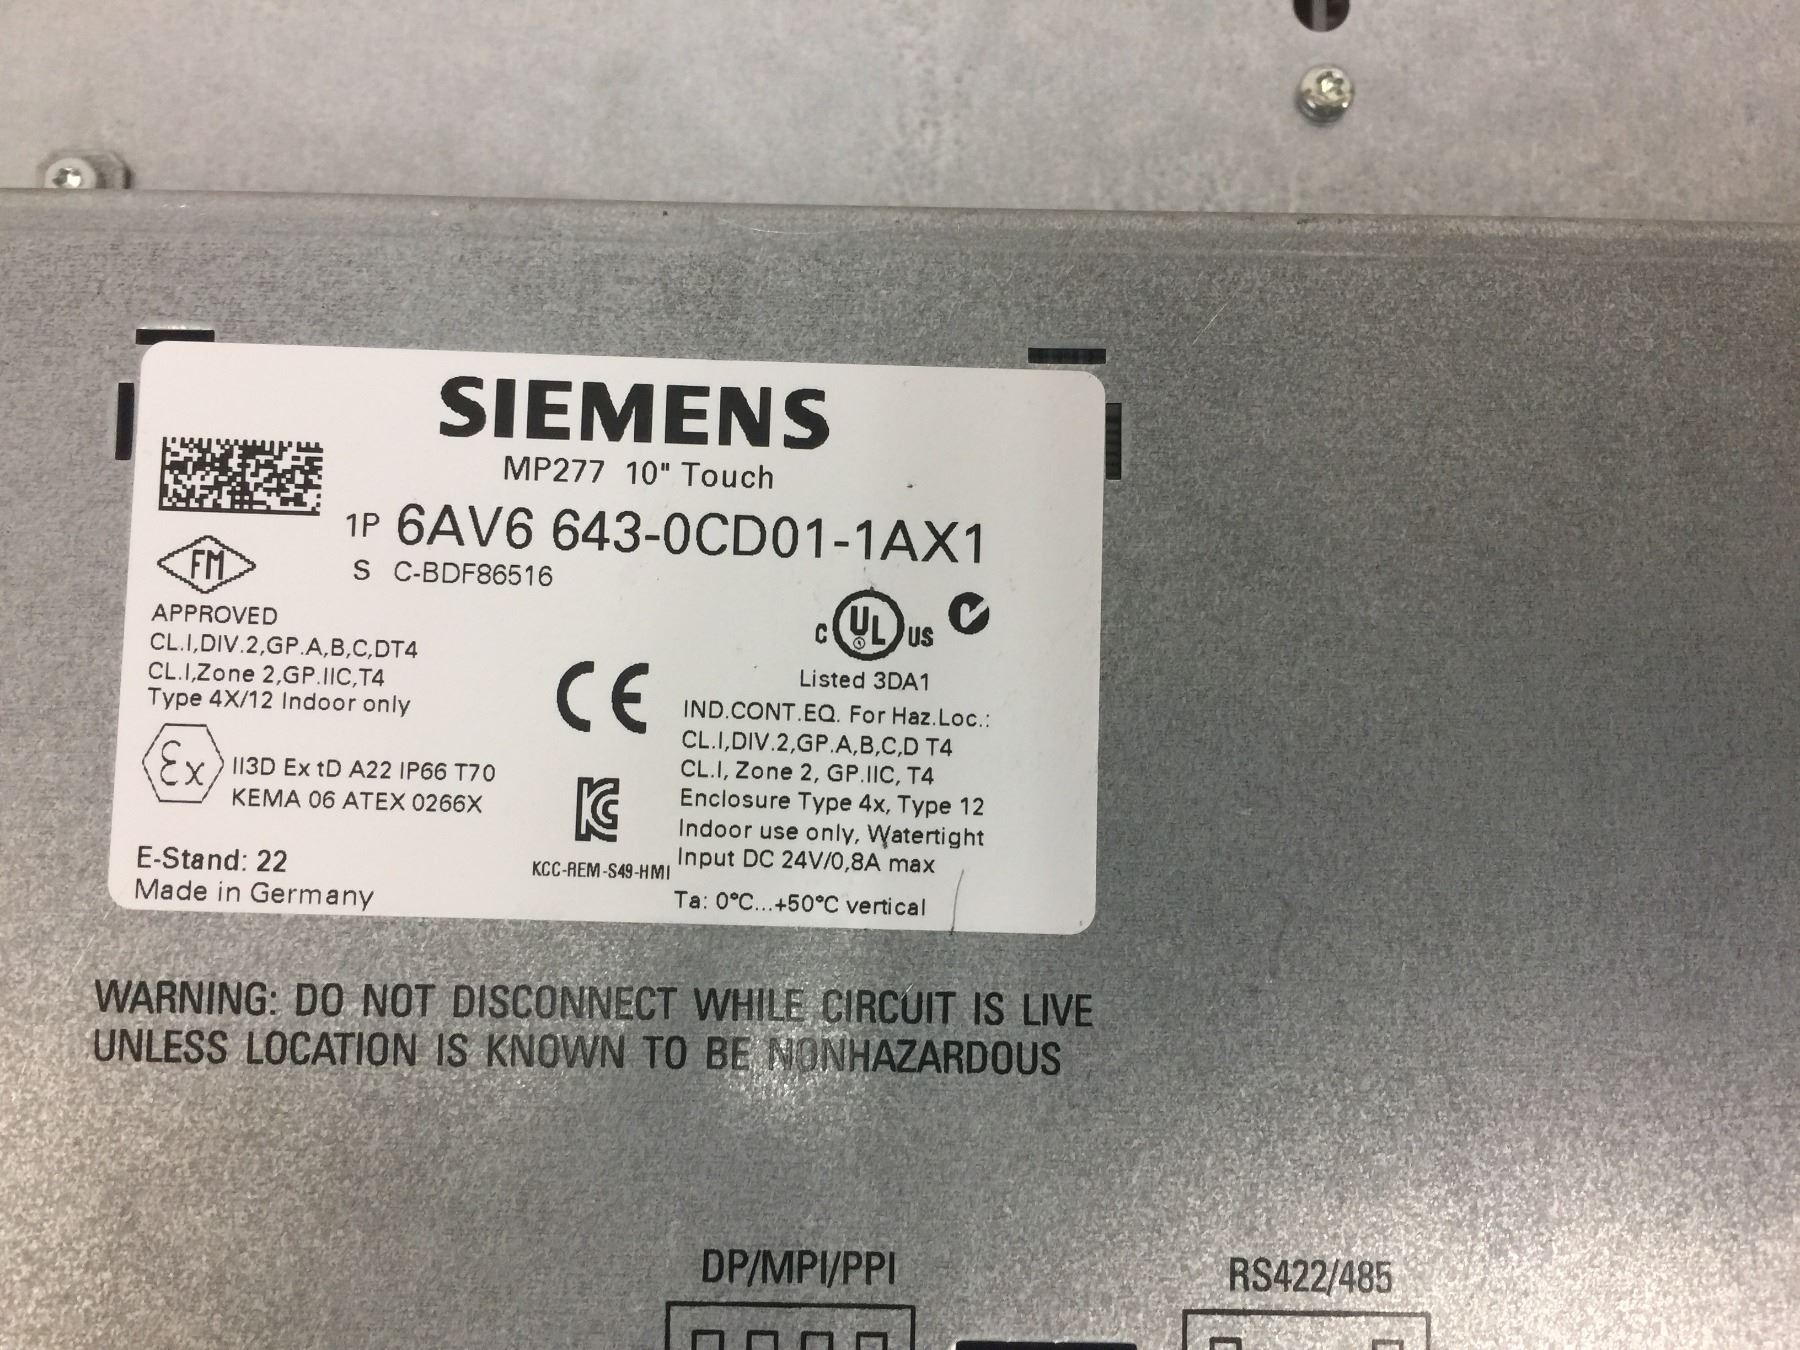 SIEMENS
MP277 10" Touch
1P 6AV6 643-0CD01-1AX1
S C-BDF86516
FM
APPROVED
CL.I,DIV.2,GP.A,B,C,DT4
CL.I,Zone 2,GP.IIC,T4
Type 4X/12 Indoor only
Ex II3D Ex tD A22 IP66 T70
KEMA 06 ATEX 0266X
E-Stand: 22
Made in Germany
CE
KCC-REM-S49-HMI
C UL US
Listed 3DA1
IND.CONT.EQ. For Haz.Loc.:
CL.I,DIV.2,GP.A,B,C,D T4
CL.I, Zone 2, GP.IIC, T4
Enclosure Type 4x, Type 12
Indoor use only, Watertight
Input DC 24V/0,8A max
Ta: 0°C...+50°C vertical
WARNING: DO NOT DISCONNECT WHILE CIRCUIT IS LIVE
UNLESS LOCATION IS KNOWN TO BE NONHAZARDOUS
DP/MPI/PPI
RS422/485